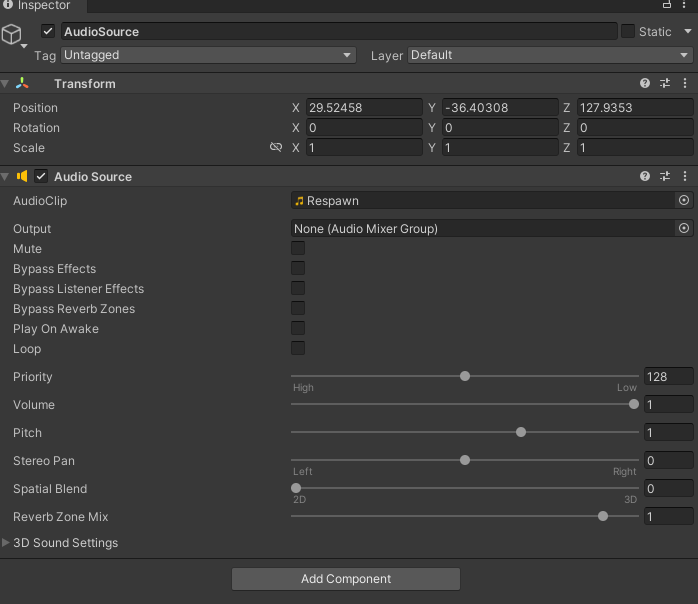 Inspector
AudioSource
Static
Tag Untagged Layer Default
Transform
Position X 29.52458 Y -36.40308 Z 127.9353
Rotation X 0 Y 0 Z 0
Scale X 1 Y 1 Z 1
Audio Source
AudioClip Respawn
Output None (Audio Mixer Group)
Mute
Bypass Effects
Bypass Listener Effects
Bypass Reverb Zones
Play On Awake
Loop
Priority 128
High Low
Volume 1
Pitch 1
Stereo Pan 0
Left Right
Spatial Blend 0
2D 3D
Reverb Zone Mix 1
3D Sound Settings
Add Component